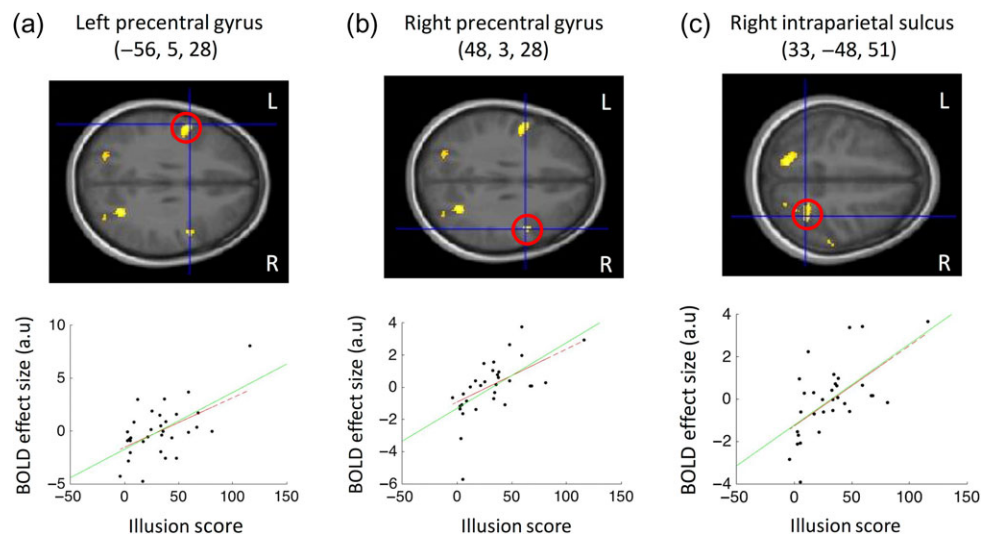 (a) Left precentral gyrus
(−56, 5, 28)
L
R
BOLD effect size (a.u)
10
5
0
−5
−50 0 50 100 150
Illusion score
(b) Right precentral gyrus
(48, 3, 28)
L
R
BOLD effect size (a.u)
4
2
0
−2
−4
−6
−50 0 50 100 150
Illusion score
(c) Right intraparietal sulcus
(33, −48, 51)
L
R
BOLD effect size (a.u)
4
2
0
−2
−4
−50 0 50 100 150
Illusion score